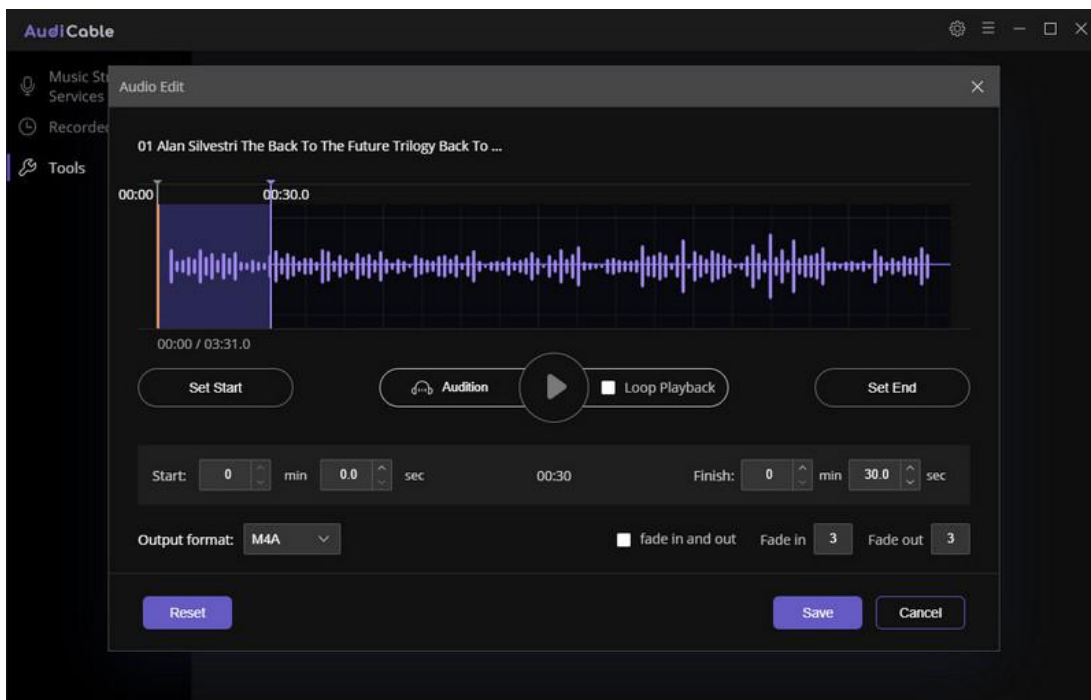 AudiCable
Music St
Services
Recorded
Tools
Audio Edit
01 Alan Silvestri The Back To The Future Trilogy Back To ...
00:00 00:30.0
00:00 / 03:31.0
Set Start Audition Loop Playback Set End
Start: 0 min 0.0 sec 00:30 Finish: 0 min 30.0 sec
Output format: M4A fade in and out Fade in 3 Fade out 3
Reset Save Cancel